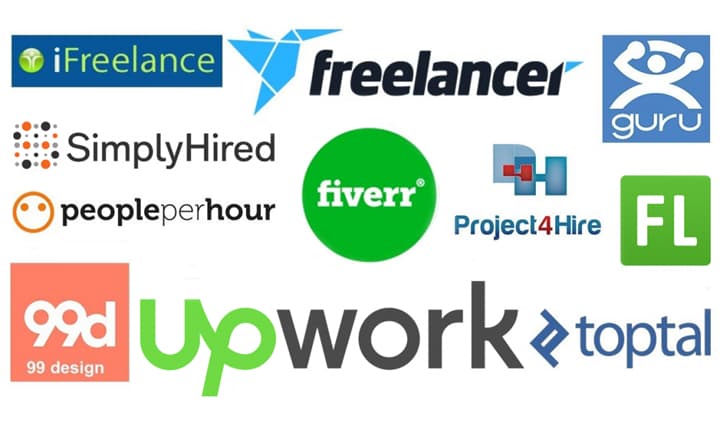 iFreelance
freelancer
guru
SimplyHired
peopleperhour
fiverr®
Project4Hire
FL
99d
99 design
upwork
toptal